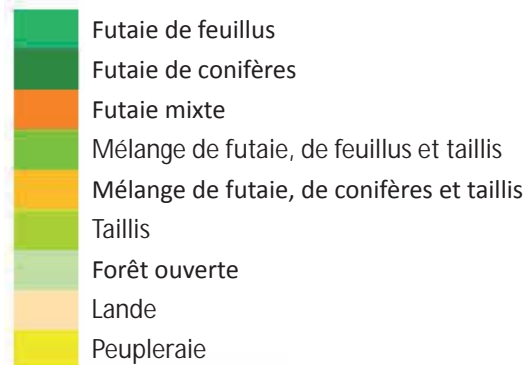 Futaie de feuillus
Futaie de conifères
Futaie mixte
Mélange de futaie, de feuillus et taillis
Mélange de futaie, de conifères et taillis
Taillis
Forêt ouverte
Lande
Peupleraie